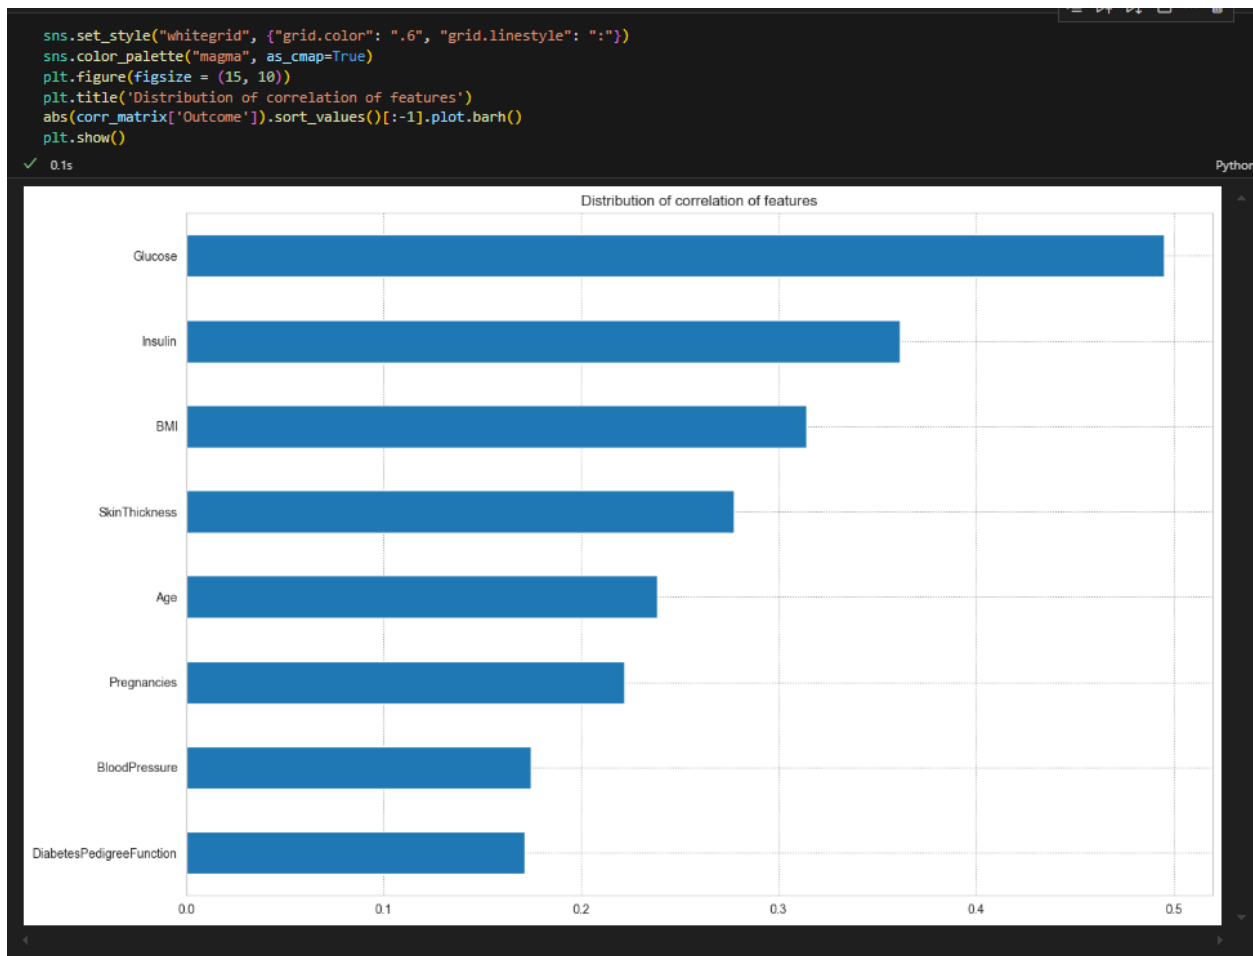 sns.set_style("whitegrid", {"grid.color": ".6", "grid.linestyle": ":"})
sns.color_palette("magma", as_cmap=True)
plt.figure(figsize = (15, 10))
plt.title('Distribution of correlation of features')
abs(corr_matrix['Outcome']).sort_values()[:-1].plot.barh()
plt.show()
0.1s
Python
Distribution of correlation of features
Glucose
Insulin
BMI
SkinThickness
Age
Pregnancies
BloodPressure
DiabetesPedigreeFunction
0.0 0.1 0.2 0.3 0.4 0.5